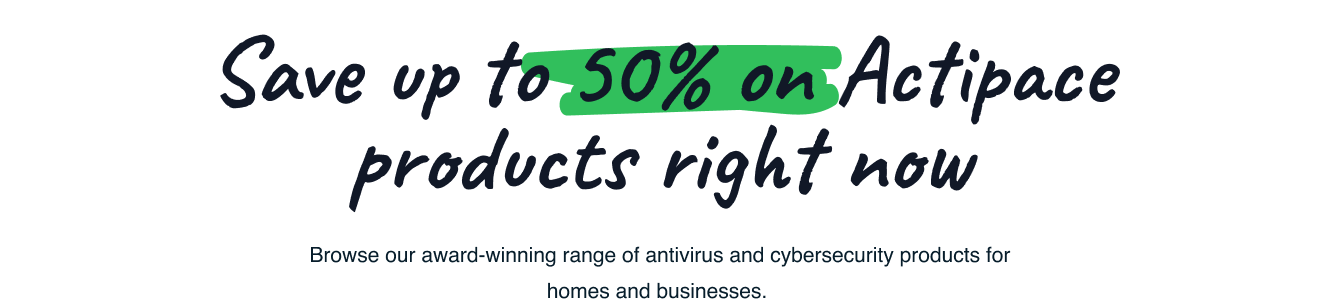 Save up to 50% on Actipace
products right now
Browse our award-winning range of antivirus and cybersecurity products for
homes and businesses.